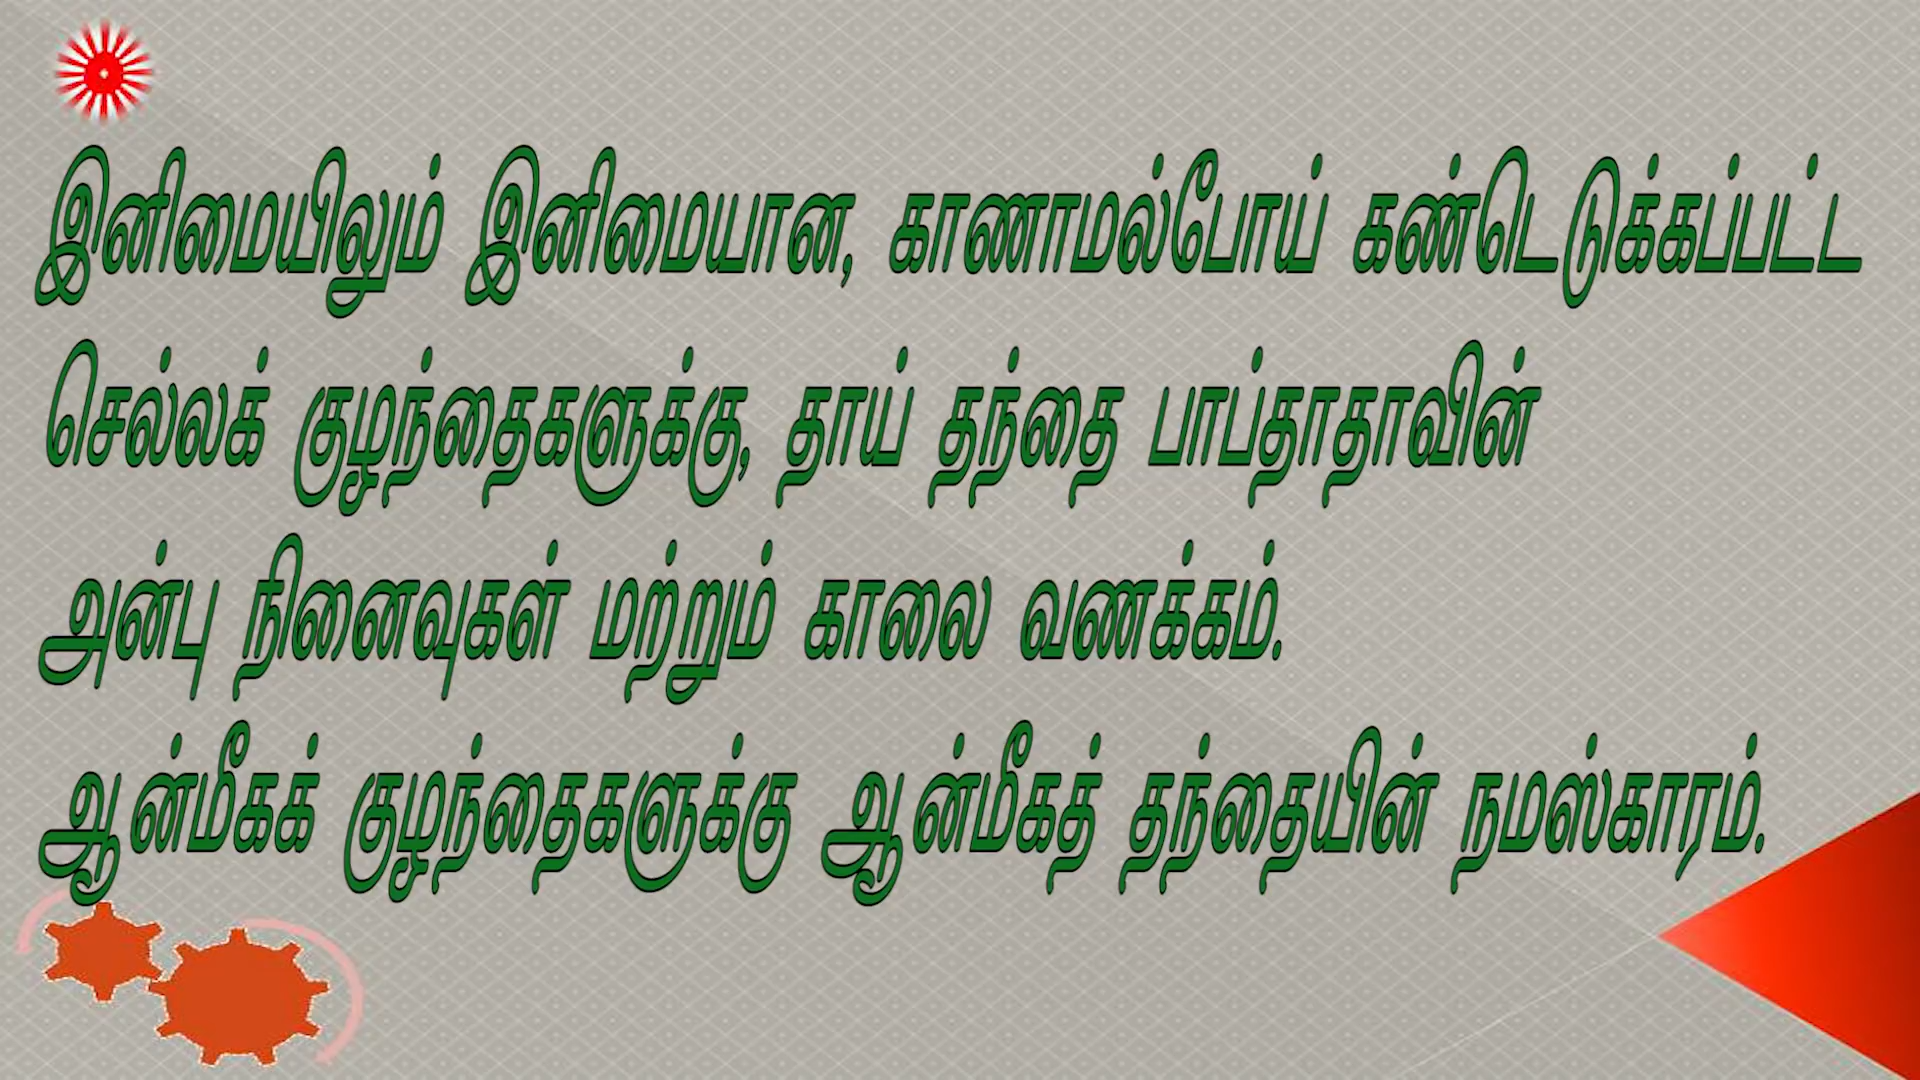 இனிமையிலும் இனிமையான, காணாமல்போய் கண்டெடுக்கப்பட்ட
செல்லக் குழந்தைகளுக்கு, தாய் தந்தை பாப்தாதாவின்
அன்பு நினைவுகள் மற்றும் காலை வணக்கம்.
ஆன்மீகக் குழந்தைகளுக்கு ஆன்மீகத் தந்தையின் நமஸ்காரம்.